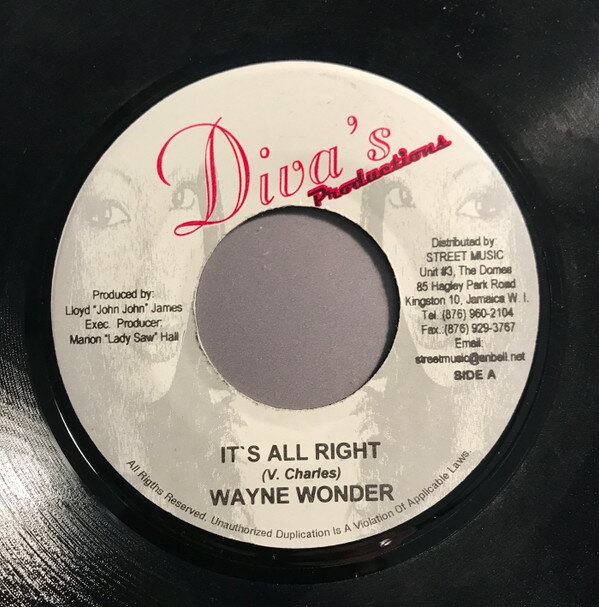 Diva's
Productions
Produced by:
Lloyd "John John" James
Exec. Producer:
Marion "Lady Saw" Hall
Distributed by:
STREET MUSIC
Unit #3, The Domes
85 Hagley Park Road
Kingston 10, Jamaica W. I.
Tel.:(876) 960-2104
Fax.:(876) 929-3767
Email:
streetmusic@anbell.net
SIDE A
IT`S ALL RIGHT
(V. Charles)
WAYNE WONDER
All Rigths Reserved. Unauthorized Duplication Is A Violation Of Applicable Laws.